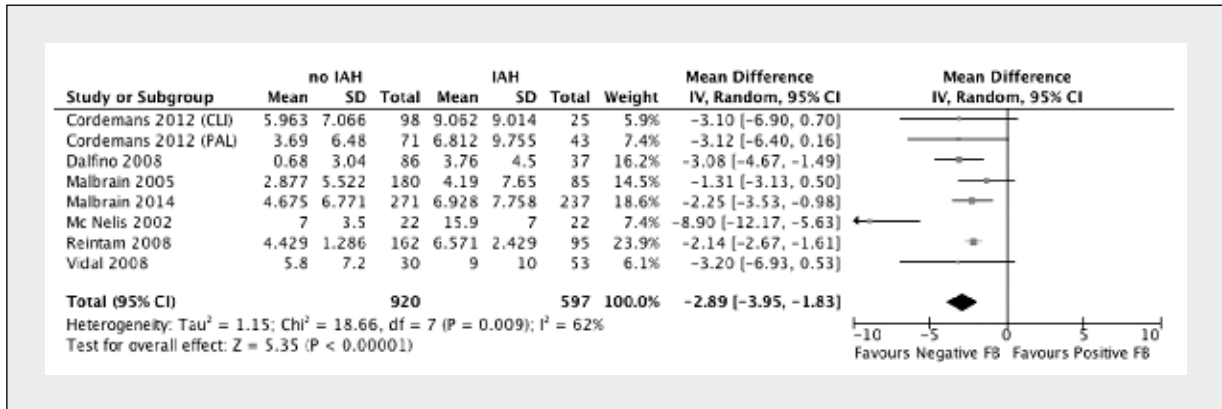 no IAH IAH Mean Difference Mean Difference
Study or Subgroup Mean SD Total Mean SD Total Weight IV, Random, 95% CI IV, Random, 95% CI
Cordemans 2012 (CLI) 5.963 7.066 98 9.062 9.014 25 5.9% -3.10 [-6.90, 0.70]
Cordemans 2012 (PAL) 3.69 6.48 71 6.812 9.755 43 7.4% -3.12 [-6.40, 0.16]
Dalfino 2008 0.68 3.04 86 3.76 4.5 37 16.2% -3.08 [-4.67, -1.49]
Malbrain 2005 2.877 5.522 180 4.19 7.65 85 14.5% -1.31 [-3.13, 0.50]
Malbrain 2014 4.675 6.771 271 6.928 7.758 237 18.6% -2.25 [-3.53, -0.98]
Mc Nelis 2002 7 3.5 22 15.9 7 22 7.4% -8.90 [-12.17, -5.63]
Reintam 2008 4.429 1.286 162 6.571 2.429 95 23.9% -2.14 [-2.67, -1.61]
Vidal 2008 5.8 7.2 30 9 10 53 6.1% -3.20 [-6.93, 0.53]
Total (95% CI) 920 597 100.0% -2.89 [-3.95, -1.83]
Heterogeneity: Tau² = 1.15; Chi² = 18.66, df = 7 (P = 0.009); I² = 62%
Test for overall effect: Z = 5.35 (P < 0.00001)
-10 -5 0 5 10
Favours Negative FB Favours Positive FB